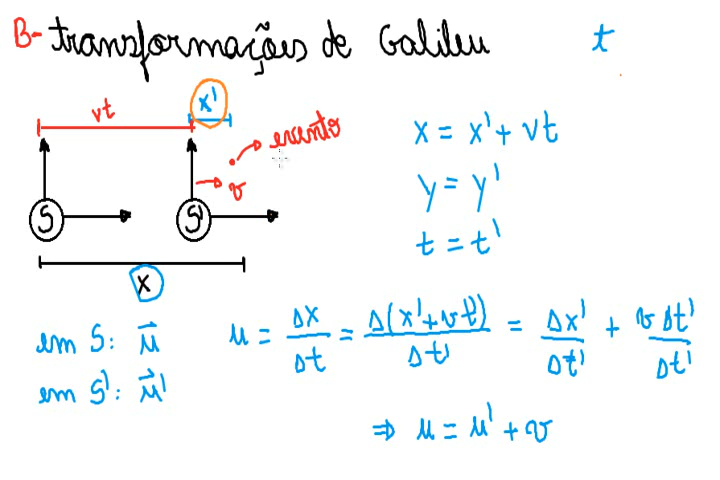 B- transformações de Galileu
t
vt
x'
evento
v
S
S'
x
x = x' + vt
y = y'
t = t'
em S: u⃗
em S': u⃗'
u = Δx/Δt = Δ(x'+vt)/Δt' = Δx'/Δt' + vΔt'/Δt'
⇒ u = u' + v